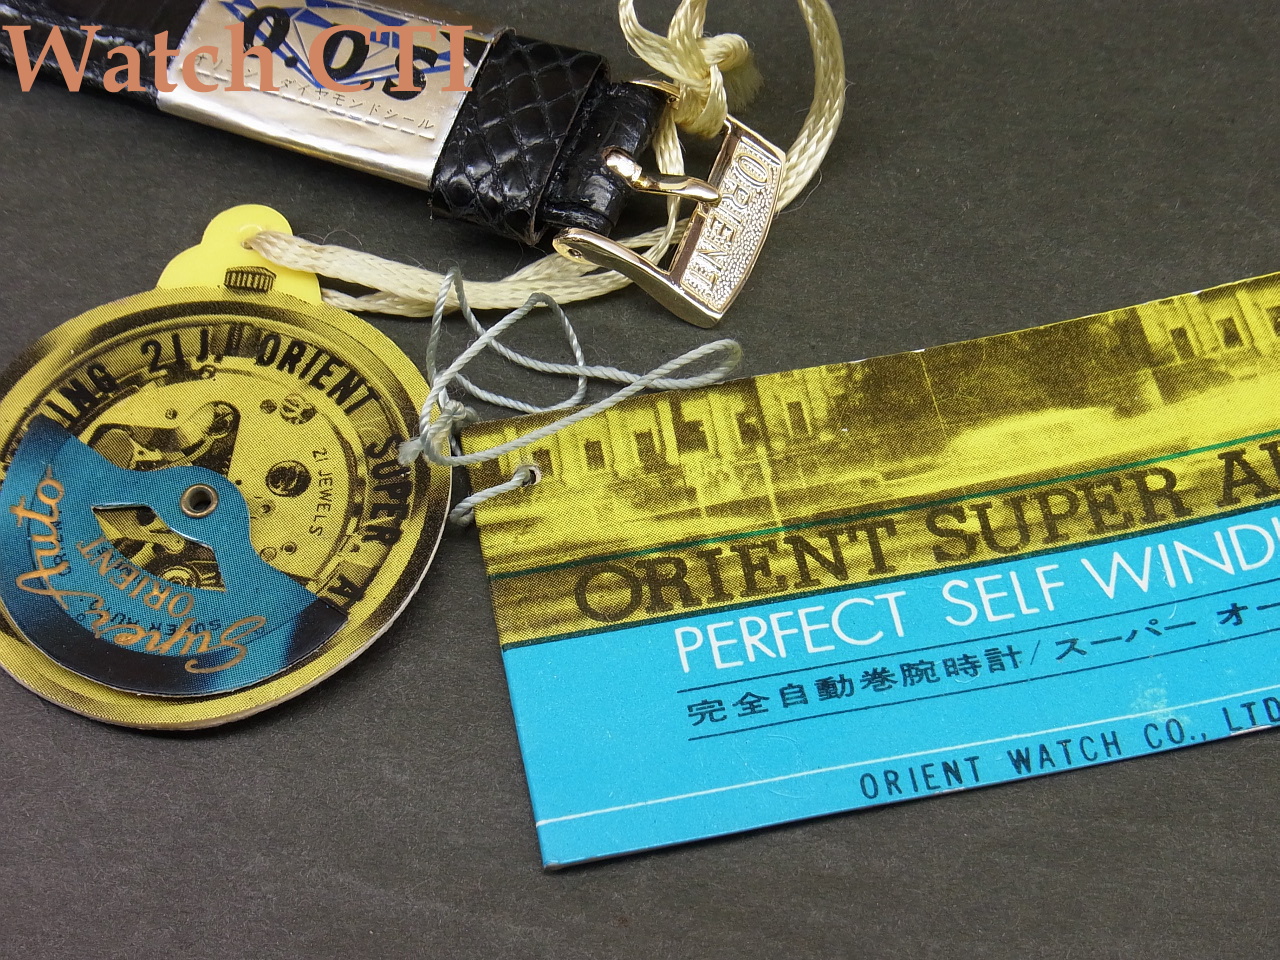 Watch CTI
Q.O.S
ダイヤモンドシール
ORIENT
21 J. ORIENT SUPER A
21 JEWELS
Super Auto
ORIENT
ORIENT SUPER A
PERFECT SELF WINDI
完全自動巻腕時計/スーパー オー
ORIENT WATCH CO., LTD